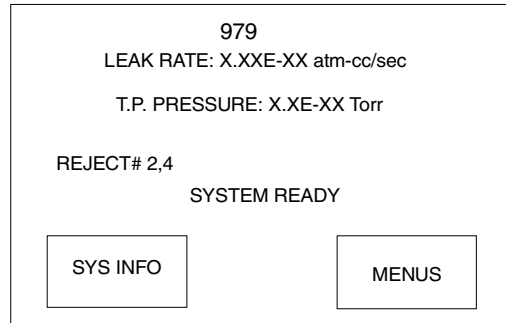 979
LEAK RATE: X.XXE-XX atm-cc/sec
T.P. PRESSURE: X.XE-XX Torr
REJECT# 2,4
SYSTEM READY
SYS INFO
MENUS